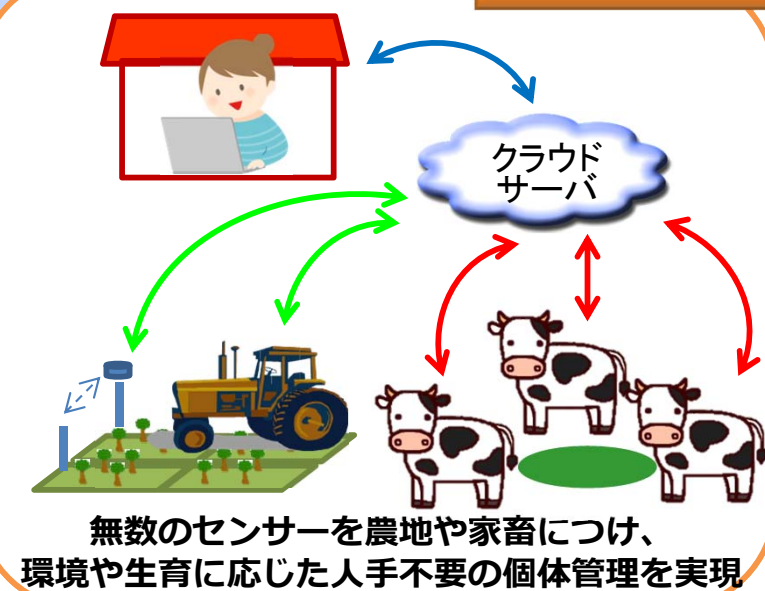 クラウド
サーバ
無数のセンサーを農地や家畜につけ、
環境や生育に応じた人手不要の個体管理を実現